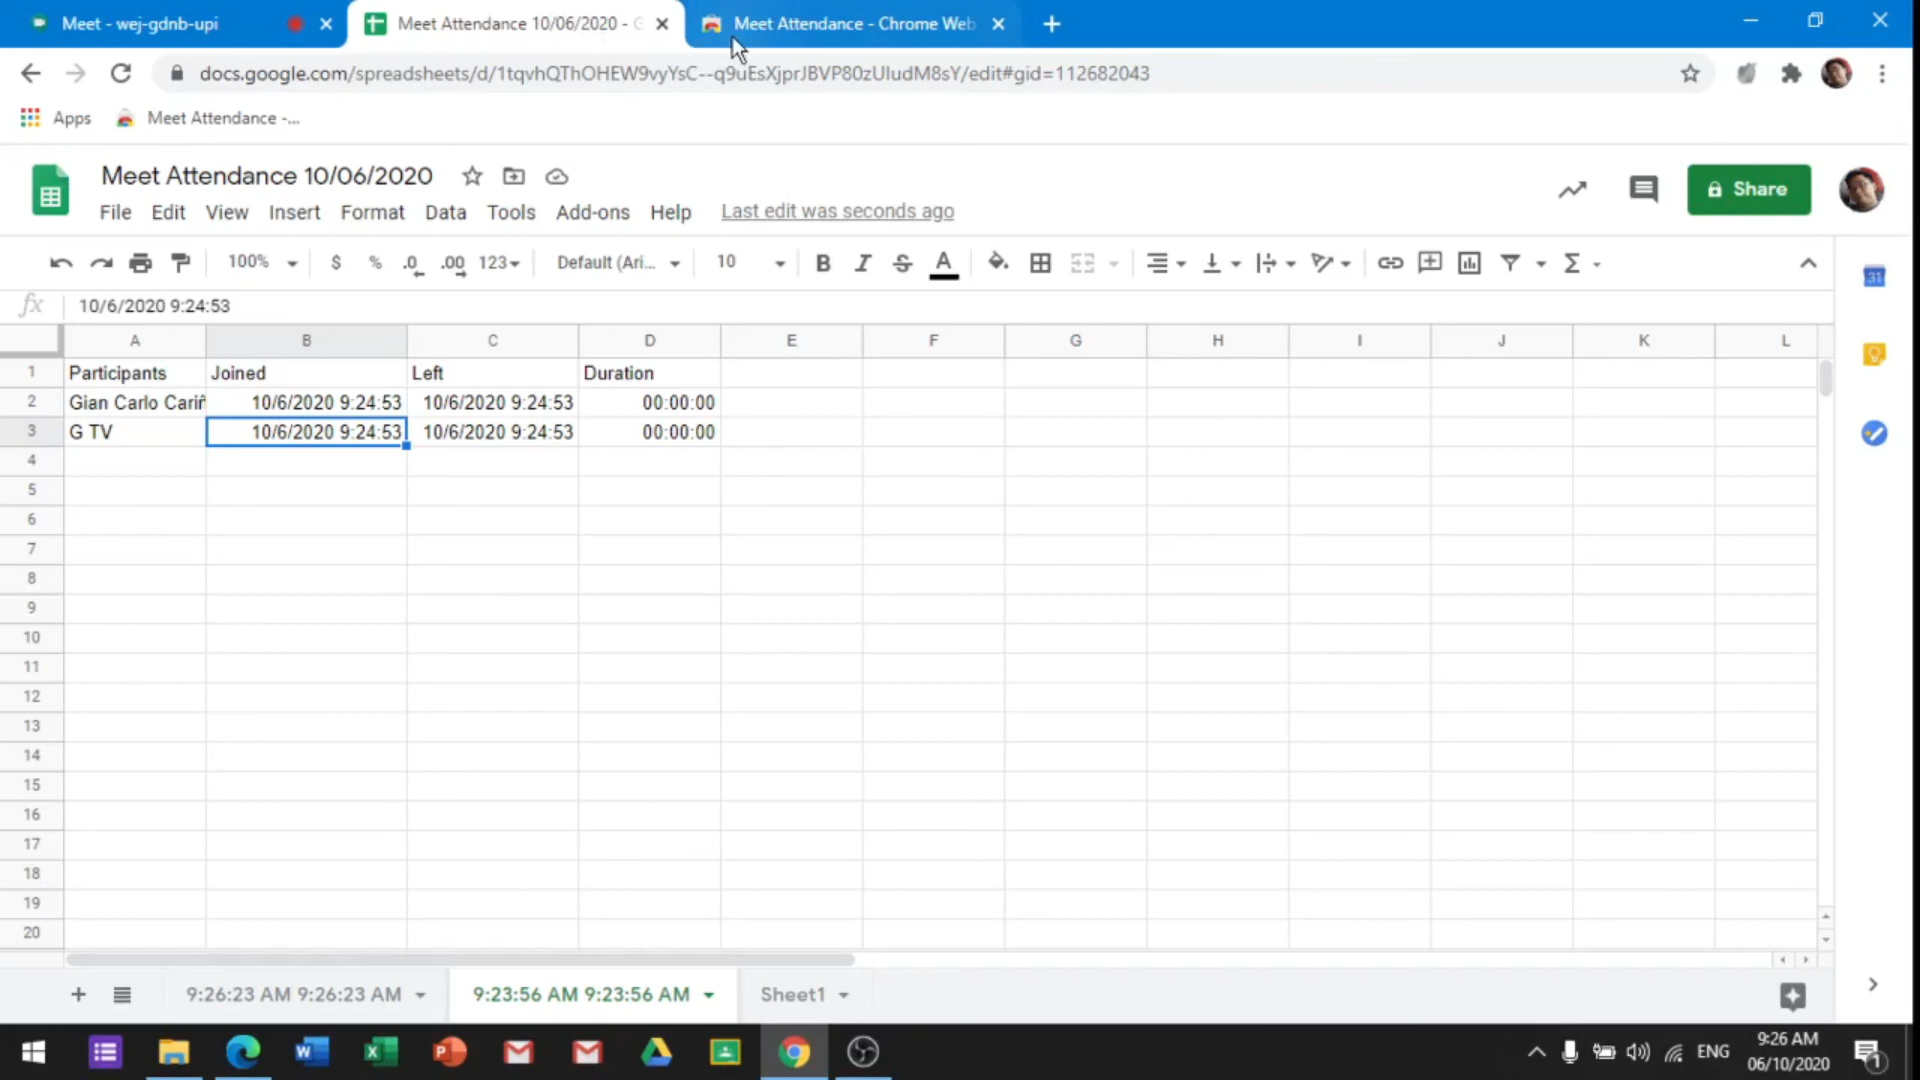 Meet - wej-gdnb-upi
Meet Attendance 10/06/2020 - G
Meet Attendance - Chrome Web
docs.google.com/spreadsheets/d/1tqvhQThOHEW9vyYsC--q9uEsXjprJBVP80zUIudM8sY/edit#gid=112682043
Apps Meet Attendance -...
Meet Attendance 10/06/2020
Share
File Edit View Insert Format Data Tools Add-ons Help Last edit was seconds ago
100% $ % .0 .00 123 Default (Ari... 10 B I S A Σ
31
fx 10/6/2020 9:24:53
A B C D E F G H I J K L
1 Participants Joined Left Duration
2 Gian Carlo Cariñ 10/6/2020 9:24:53 10/6/2020 9:24:53 00:00:00
3 G TV 10/6/2020 9:24:53 10/6/2020 9:24:53 00:00:00
4
5
6
7
8
9
10
11
12
13
14
15
16
17
18
19
20
9:26:23 AM 9:26:23 AM 9:23:56 AM 9:23:56 AM Sheet1
ENG
9:26 AM
06/10/2020
1